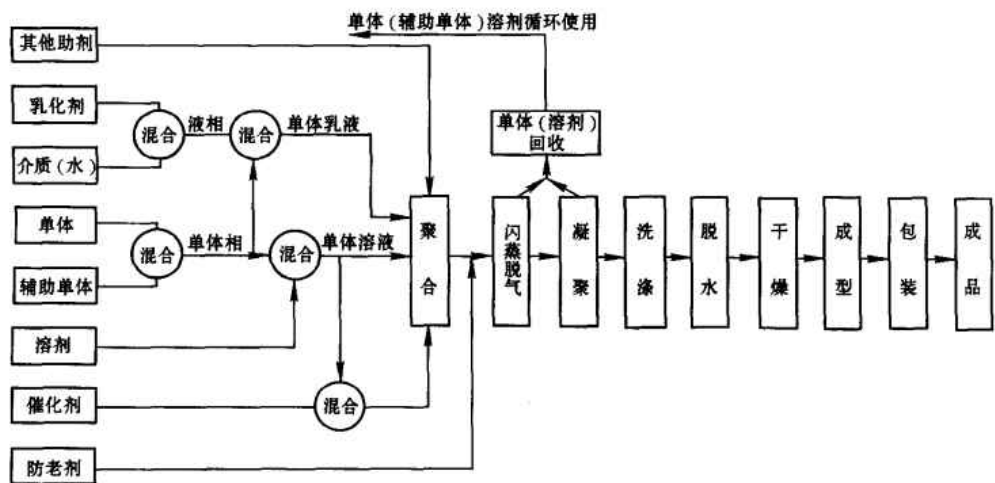 单体(辅助单体)溶剂循环使用
其他助剂
乳化剂
混合
液相
混合
单体乳液
介质(水)
单体(溶剂)
回收
单体
混合
单体相
混合
单体溶液
辅助单体
聚合
闪蒸脱气
凝聚
洗涤
脱水
干燥
成型
包装
成品
溶剂
催化剂
混合
防老剂